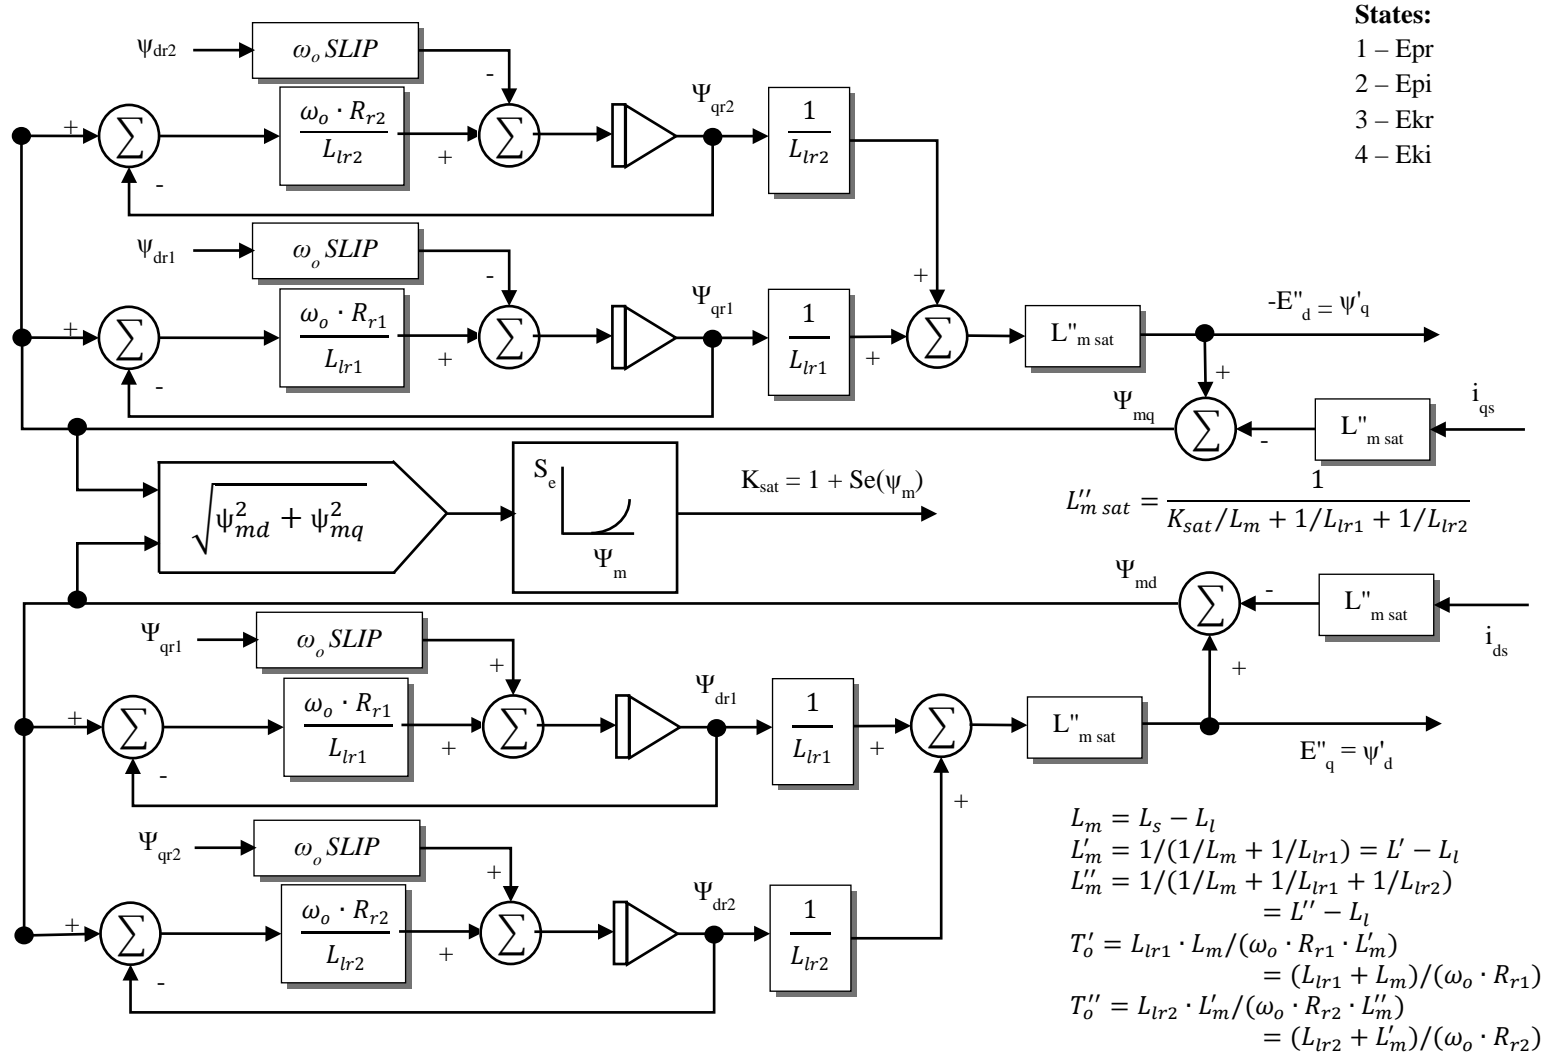 States:
1 – Epr
2 – Epi
3 – Ekr
4 – Eki
ψdr2
ωo SLIP
-
Ψqr2
+
Σ
ωo · Rr2
Llr2
+
Σ
1
Llr2
-
ψdr1
ωo SLIP
-
Ψqr1
+
+
Σ
ωo · Rr1
Llr1
+
Σ
1
Llr1
+
Σ
L"m sat
-E"d = ψ'q
-
+
Ψmq
Σ
-
L"m sat
iqs
√ψ²md + ψ²mq
Se
Ψm
Ksat = 1 + Se(ψm)
L''m sat = 1
Ksat/Lm + 1/Llr1 + 1/Llr2
Ψmd
Σ
-
L"m sat
ids
+
Ψqr1
ωo SLIP
+
Ψdr1
+
Σ
ωo · Rr1
Llr1
+
Σ
1
Llr1
+
Σ
L"m sat
E"q = ψ'd
-
+
Ψqr2
ωo SLIP
+
Ψdr2
+
Σ
ωo · Rr2
Llr2
+
Σ
1
Llr2
-
Lm = Ls − Ll
L'm = 1/(1/Lm + 1/Llr1) = L' − Ll
L''m = 1/(1/Lm + 1/Llr1 + 1/Llr2)
= L'' − Ll
T'o = Llr1 · Lm/(ωo · Rr1 · L'm)
= (Llr1 + Lm)/(ωo · Rr1)
T''o = Llr2 · L'm/(ωo · Rr2 · L''m)
= (Llr2 + L'm)/(ωo · Rr2)